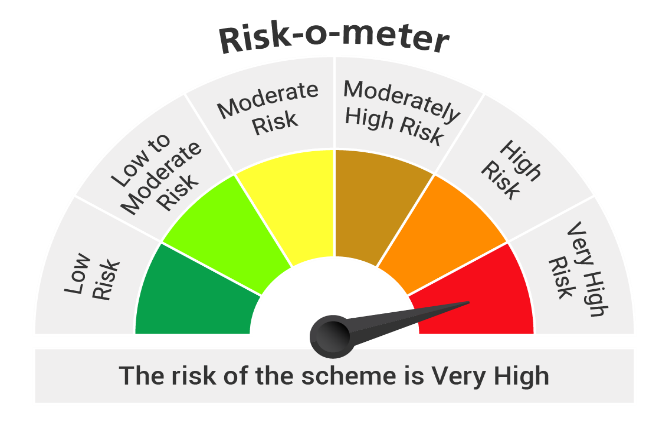 Risk-o-meter
Low
Risk
Low to
Moderate
Risk
Moderate
Risk
Moderately
High Risk
High
Risk
Very High
Risk
The risk of the scheme is Very High